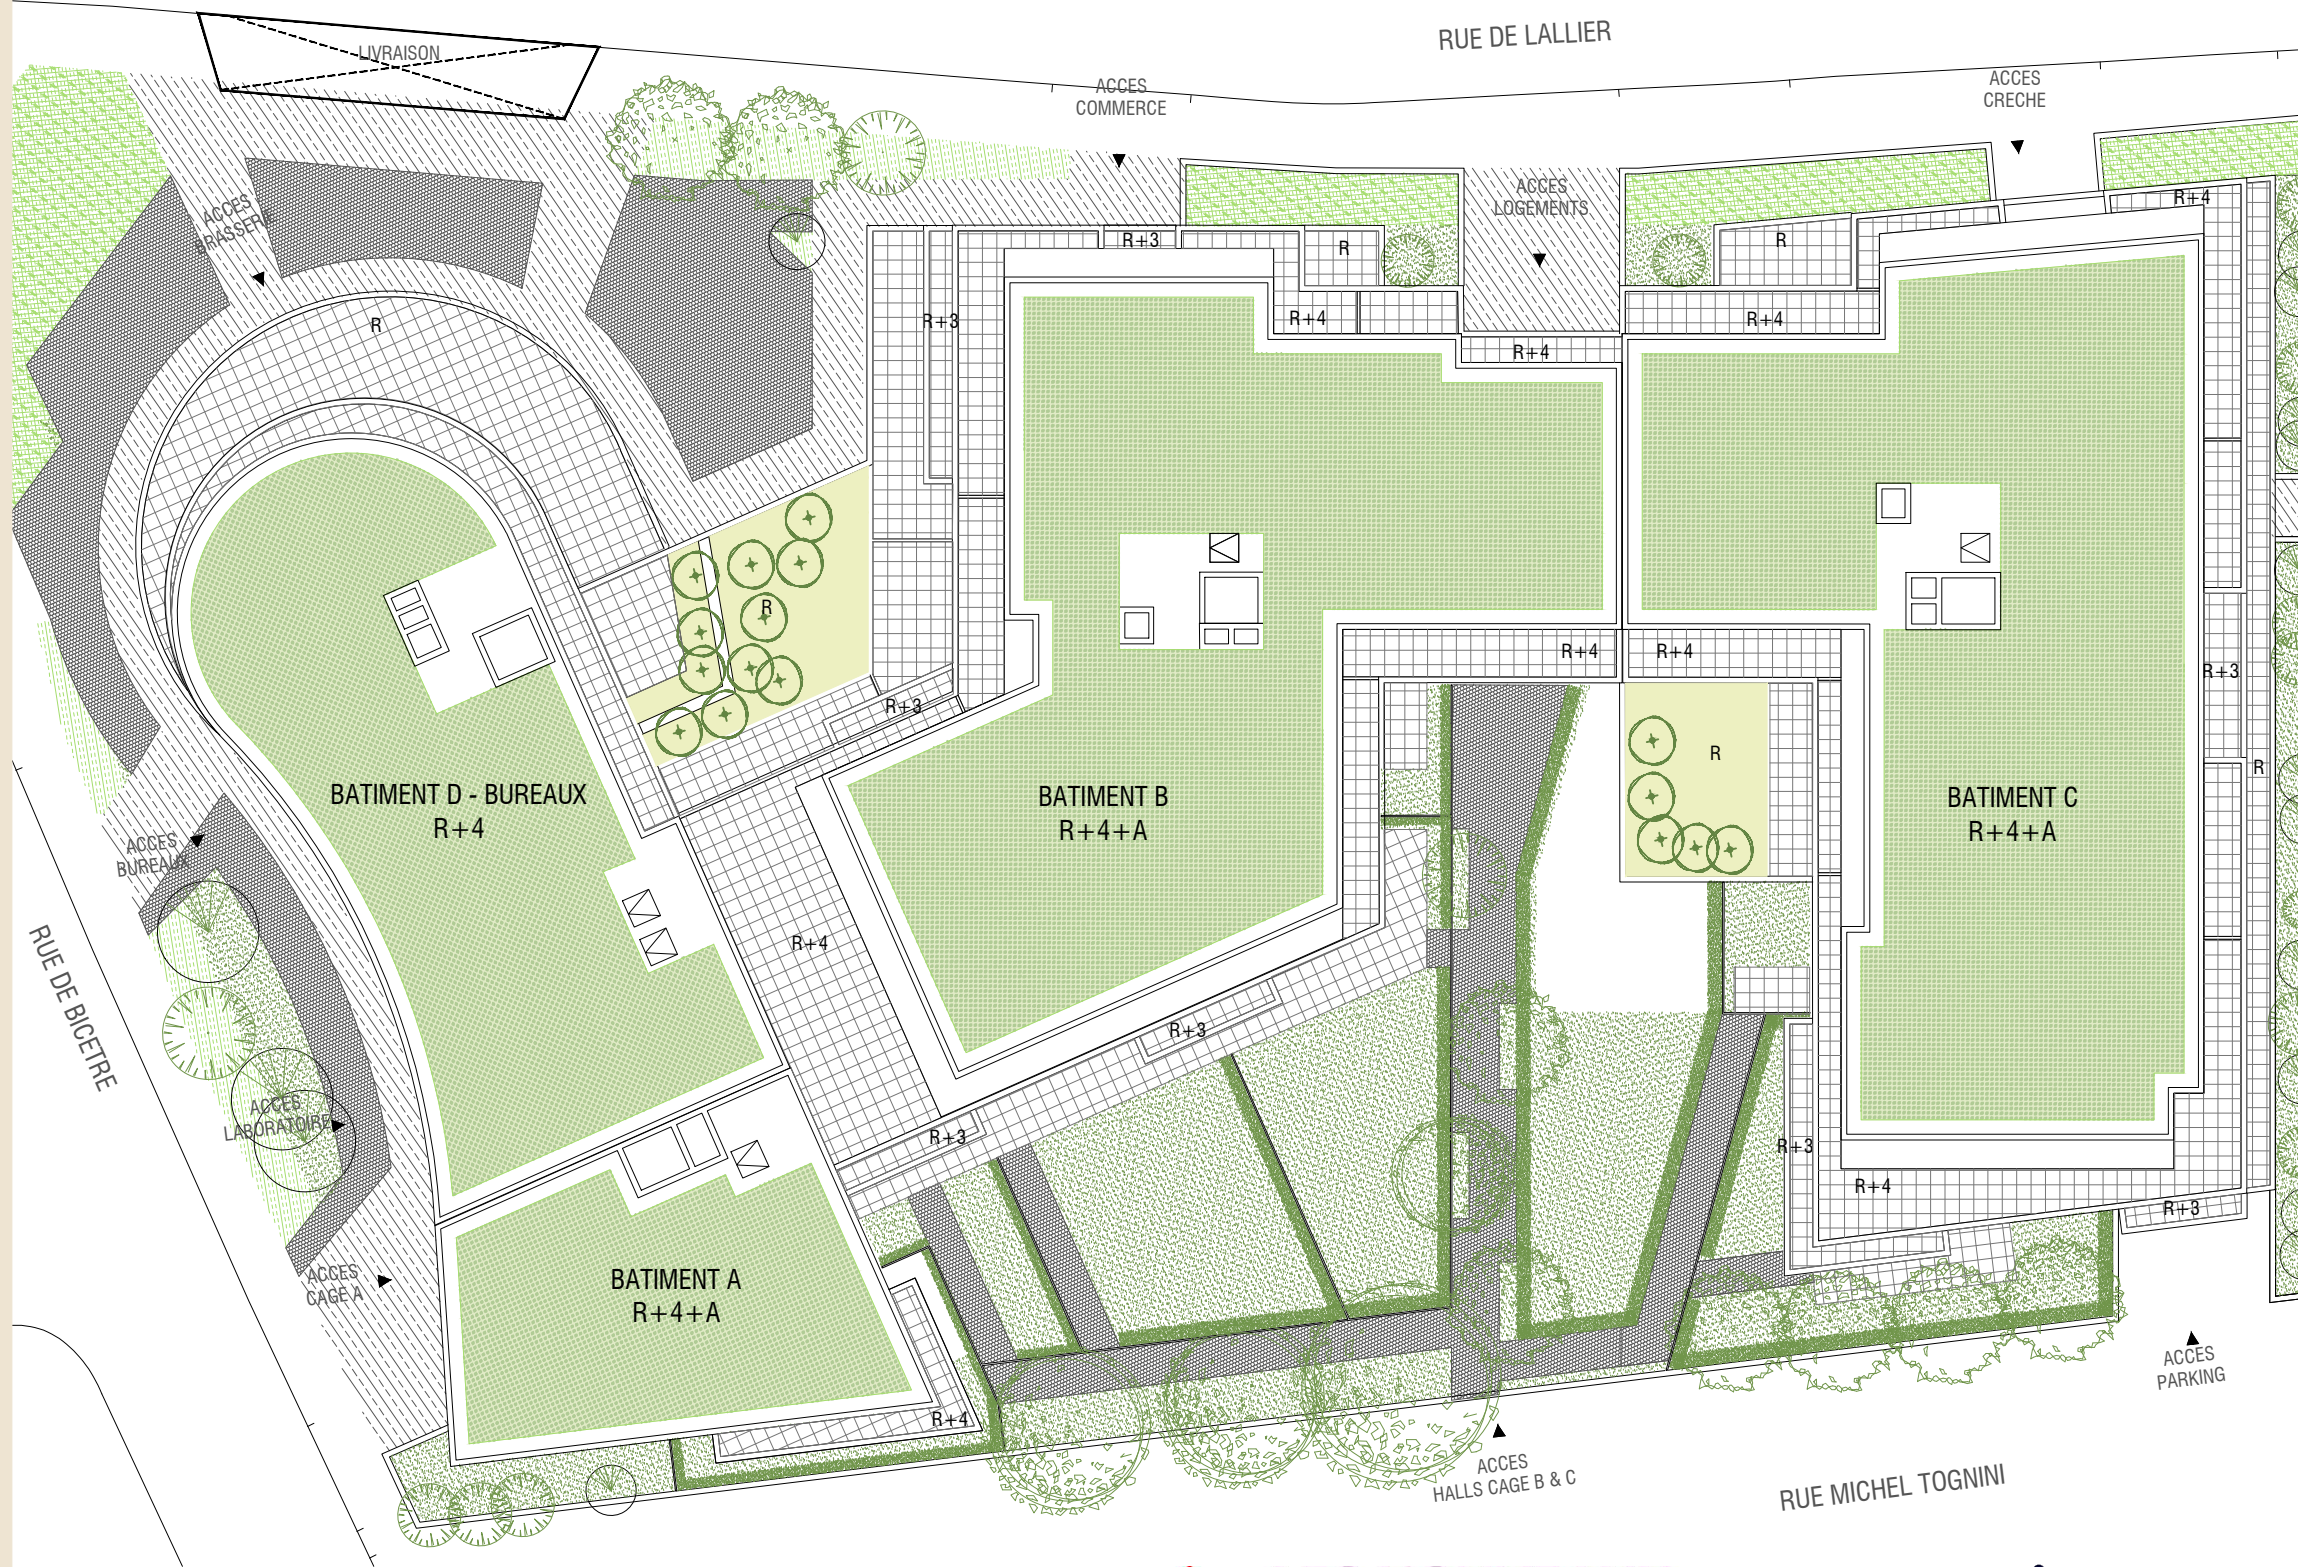 RUE DE LALLIER
LIVRAISON
ACCES
COMMERCE
ACCES
CRECHE
ACCES
LOGEMENTS
ACCES
BRASSERIE
R+4
R+3
R
R
R
R+3
R+4
R+4
R+4
R
R+4
R+4
R+3
R+3
R
R
BATIMENT D - BUREAUX
R+4
BATIMENT B
R+4+A
BATIMENT C
R+4+A
ACCES
BUREAUX
R+4
RUE DE BICETRE
R+3
ACCES
LABORATOIRE
R+3
R+3
R+4
R+3
ACCES
CAGE A
BATIMENT A
R+4+A
R+4
ACCES
PARKING
ACCES
HALLS CAGE B & C
RUE MICHEL TOGNINI